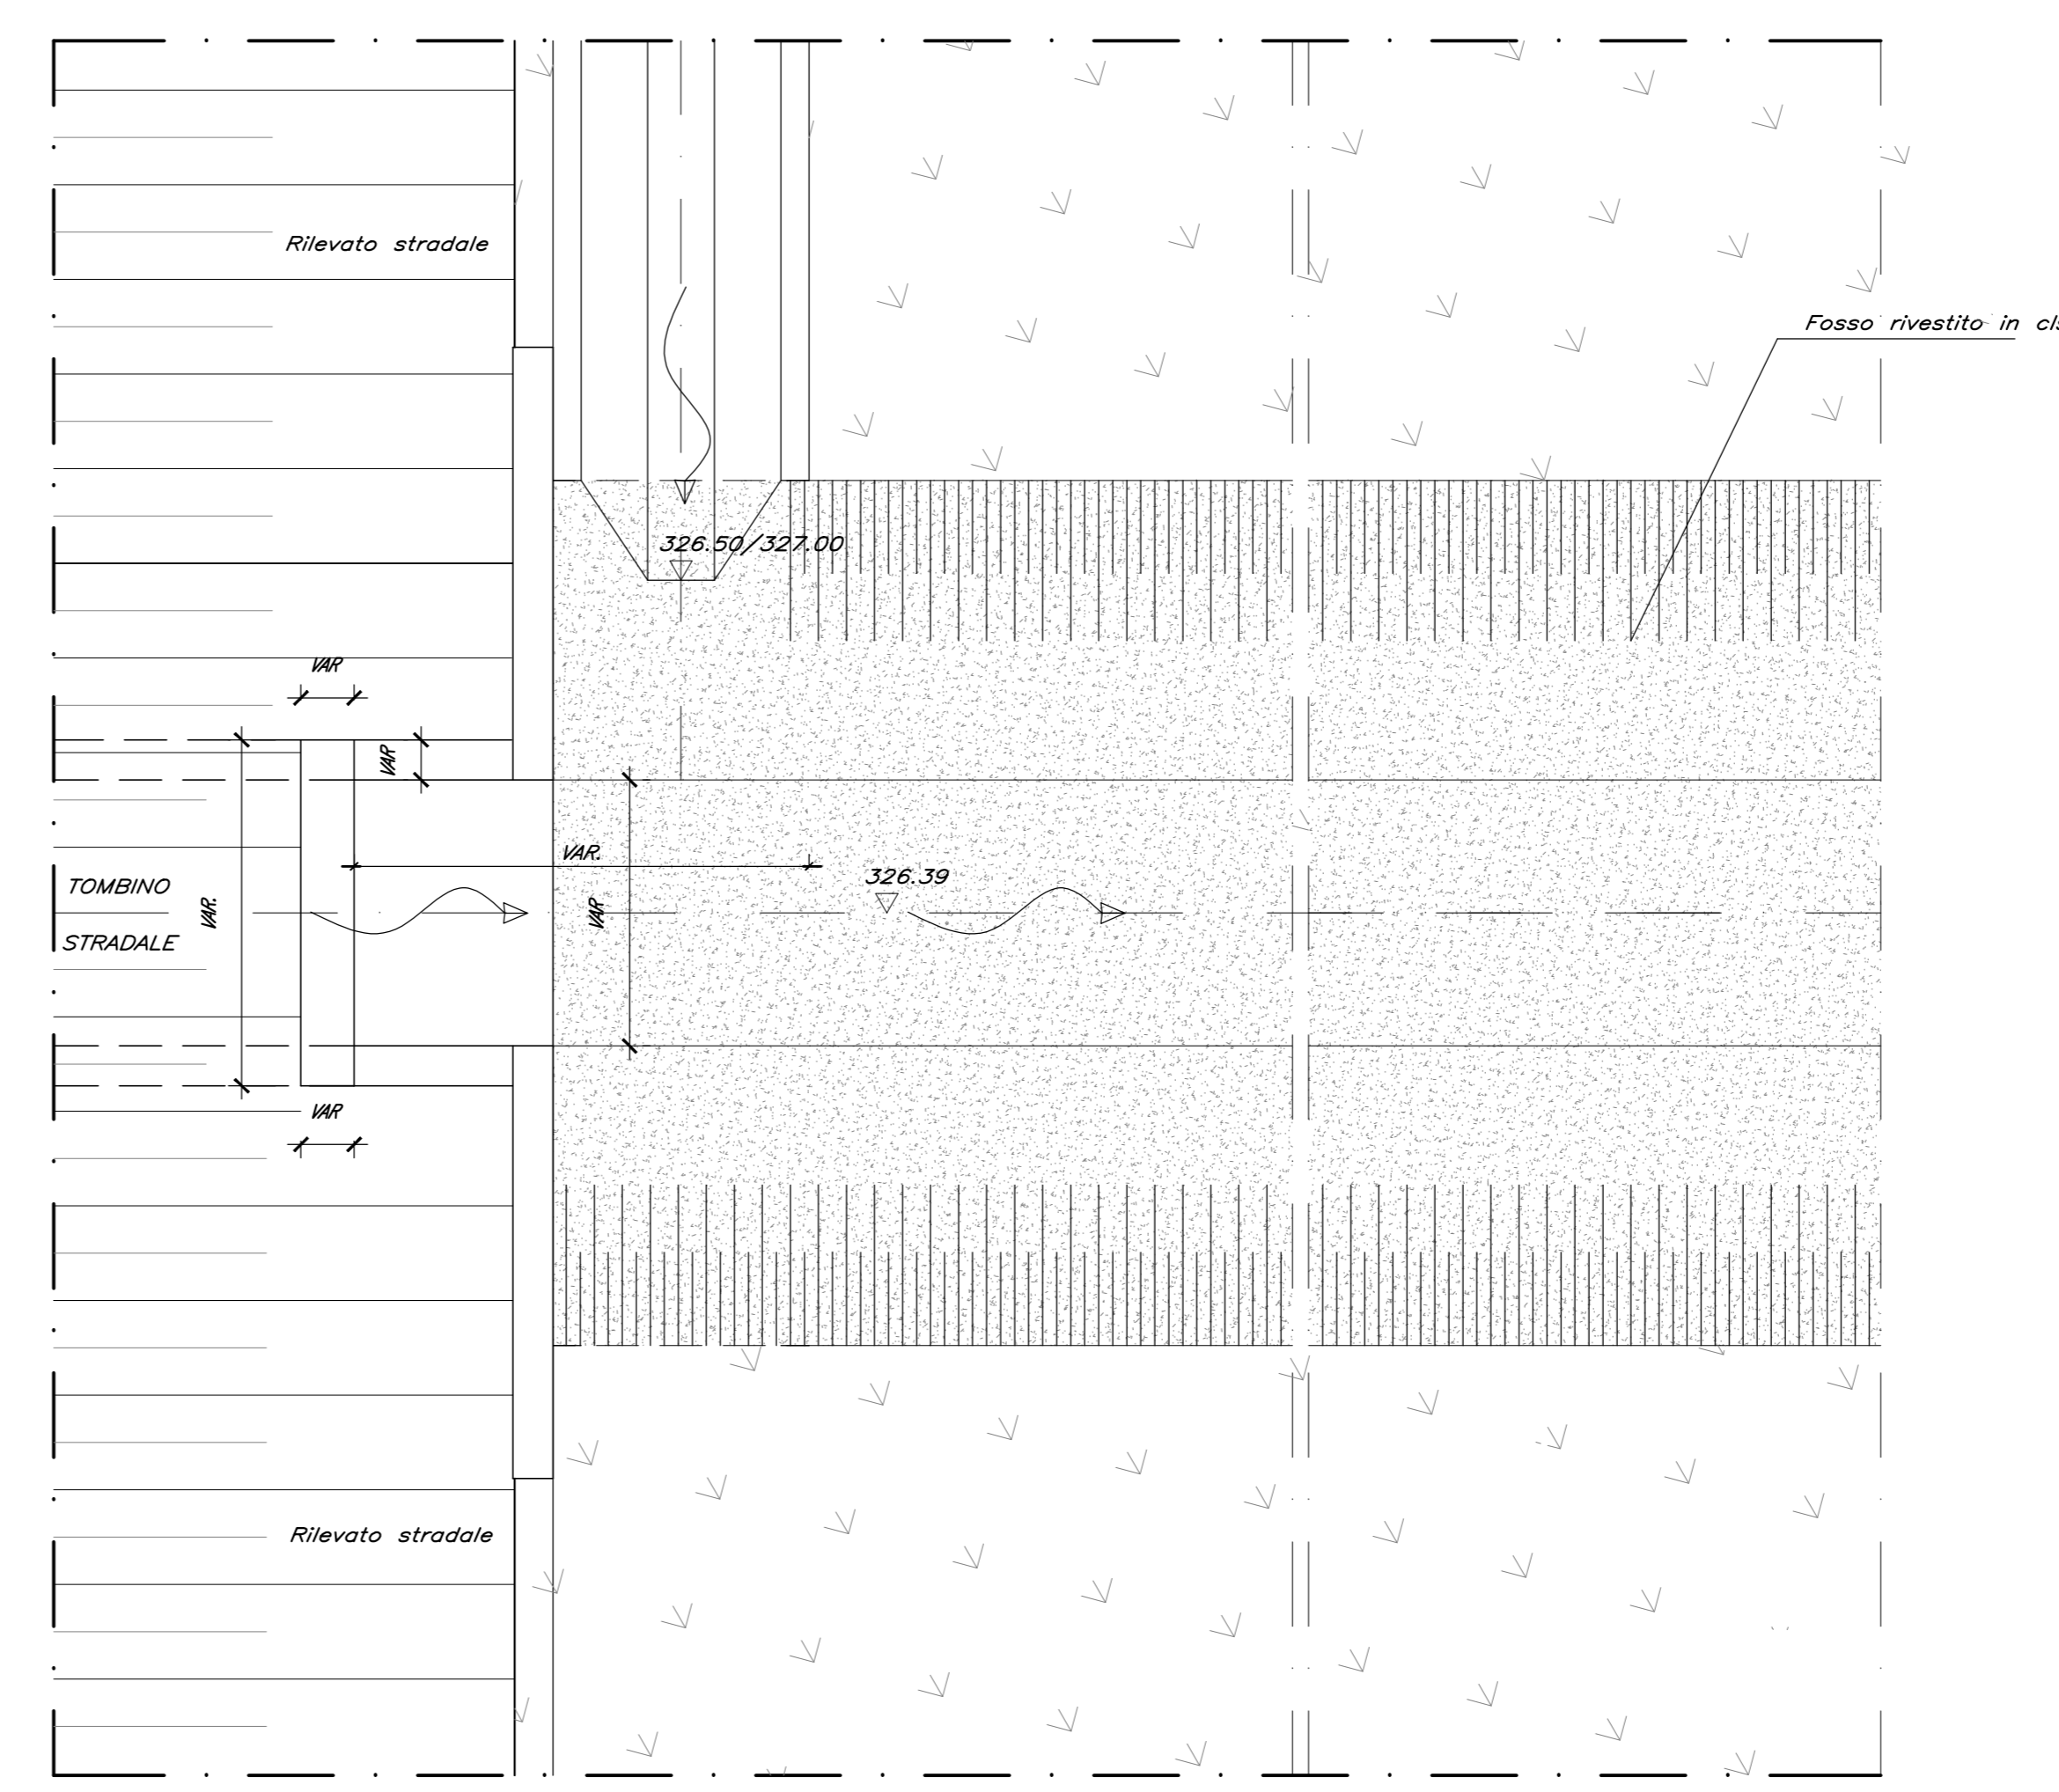 Rilevato stradale
Fosso rivestito in cls
326.50/327.00
VAR
VAR
VAR.
326.39
TOMBINO
STRADALE
VAR.
VAR
VAR
Rilevato stradale